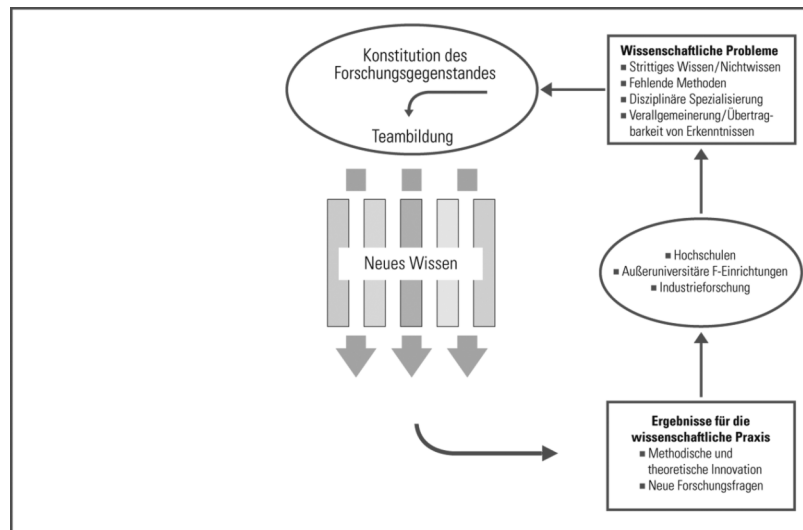 Konstitution des
Forschungsgegenstandes
Teambildung
Neues Wissen
Wissenschaftliche Probleme
■ Strittiges Wissen/Nichtwissen
■ Fehlende Methoden
■ Disziplinäre Spezialisierung
■ Verallgemeinerung/Übertrag-
barkeit von Erkenntnissen
■ Hochschulen
■ Außeruniversitäre F-Einrichtungen
■ Industrieforschung
Ergebnisse für die
wissenschaftliche Praxis
■ Methodische und
theoretische Innovation
■ Neue Forschungsfragen